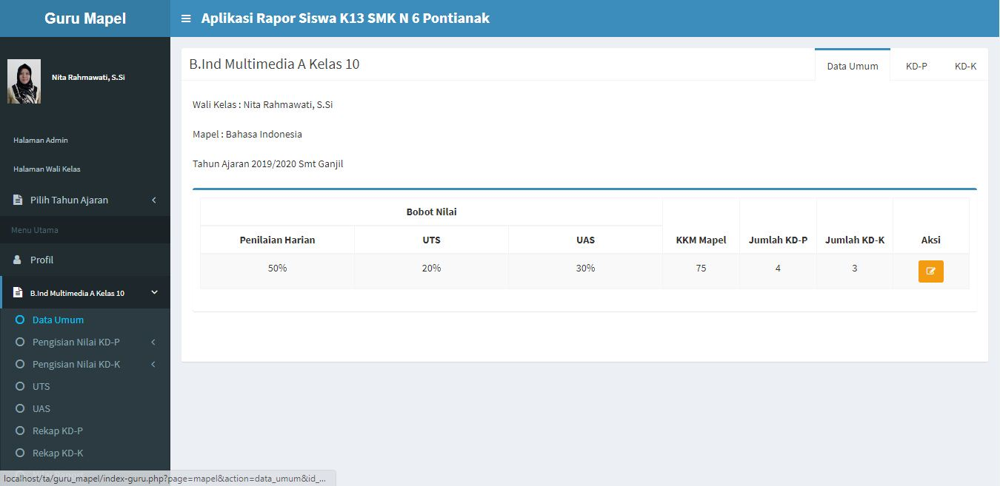 Guru Mapel
Aplikasi Rapor Siswa K13 SMK N 6 Pontianak
Nita Rahmawati, S.Si
Halaman Admin
Halaman Wali Kelas
Pilih Tahun Ajaran
Menu Utama
Profil
B.Ind Multimedia A Kelas 10
Data Umum
Pengisian Nilai KD-P
Pengisian Nilai KD-K
UTS
UAS
Rekap KD-P
Rekap KD-K
localhost/ta/guru_mapel/index-guru.php?page=mapel&action=data_umum&id_...
B.Ind Multimedia A Kelas 10
Data Umum KD-P KD-K
Wali Kelas : Nita Rahmawati, S.Si
Mapel : Bahasa Indonesia
Tahun Ajaran 2019/2020 Smt Ganjil
Bobot Nilai
Penilaian Harian UTS UAS KKM Mapel Jumlah KD-P Jumlah KD-K Aksi
50% 20% 30% 75 4 3